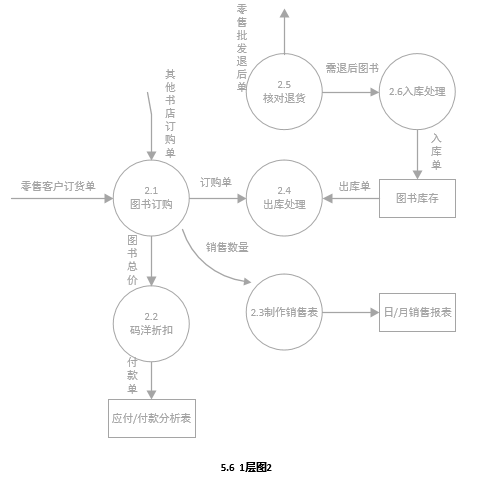 零售批发退后单
其他书店订购单
2.5
核对退货
需退后图书
2.6入库处理
入库单
零售客户订货单
2.1
图书订购
订购单
2.4
出库处理
出库单
图书库存
图书总价
销售数量
2.2
码洋折扣
2.3制作销售表
日/月销售报表
付款单
应付/付款分析表
5.6 1层图2